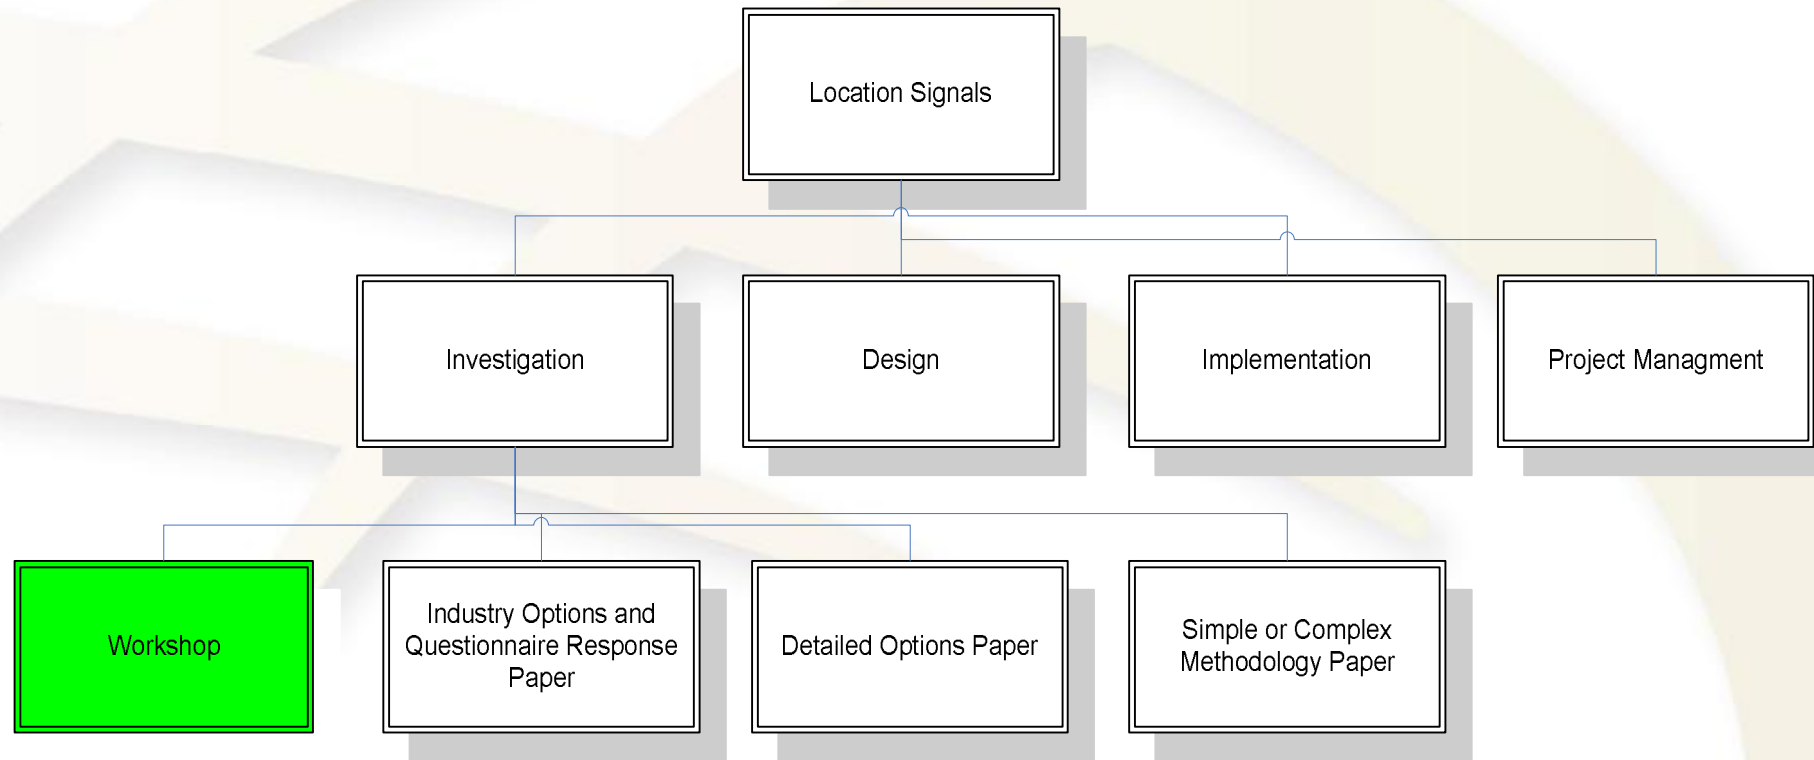 Location Signals
Investigation
Design
Implementation
Project Managment
Workshop
Industry Options and
Questionnaire Response
Paper
Detailed Options Paper
Simple or Complex
Methodology Paper